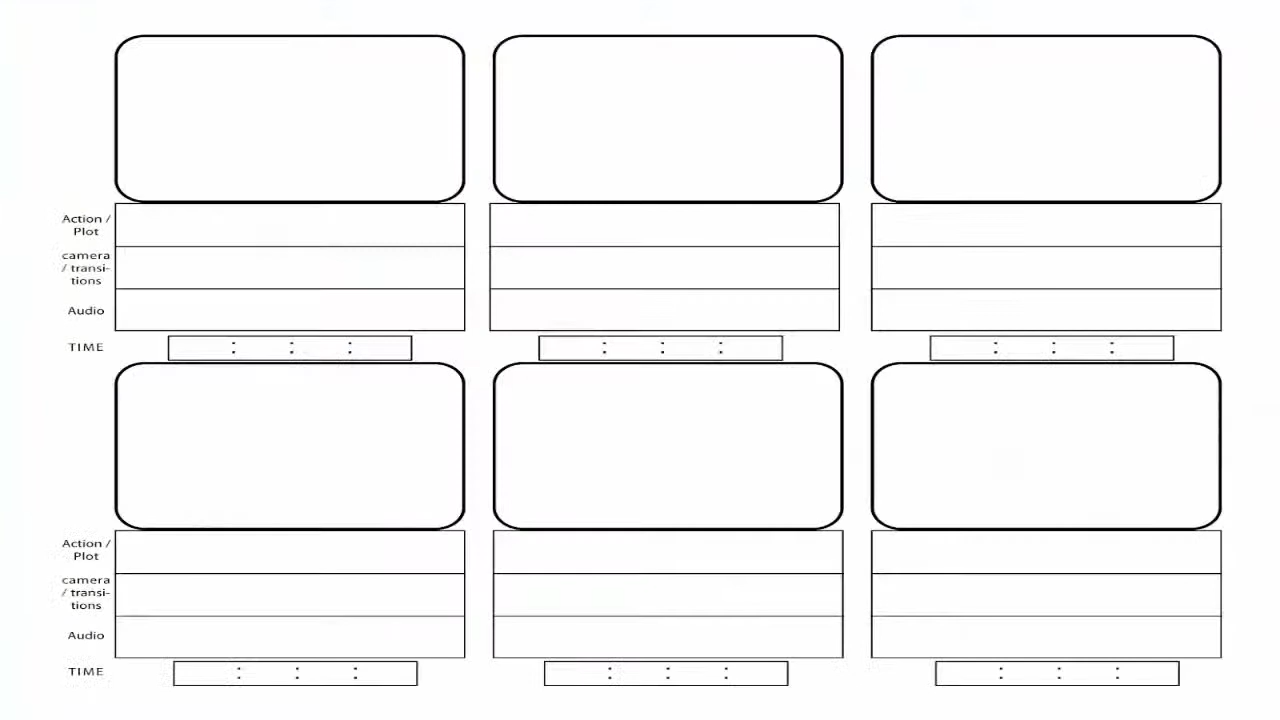 Action /
Plot
camera
/ transi-
tions
Audio
TIME : : :
: : :
: : :
Action /
Plot
camera
/ transi-
tions
Audio
TIME : : :
: : :
: : :